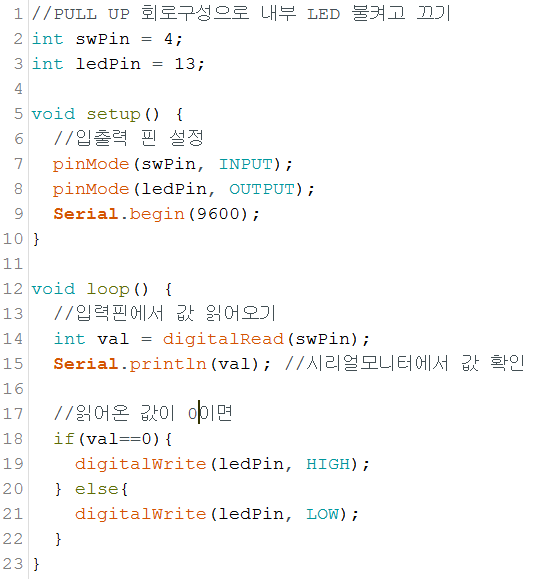 1 //PULL UP 회로구성으로 내부 LED 불켜고 끄기
2 int swPin = 4;
3 int ledPin = 13;
4
5 void setup() {
6 //입출력 핀 설정
7 pinMode(swPin, INPUT);
8 pinMode(ledPin, OUTPUT);
9 Serial.begin(9600);
10 }
11
12 void loop() {
13 //입력핀에서 값 읽어오기
14 int val = digitalRead(swPin);
15 Serial.println(val); //시리얼모니터에서 값 확인
16
17 //읽어온 값이 0이면
18 if(val==0){
19 digitalWrite(ledPin, HIGH);
20 } else{
21 digitalWrite(ledPin, LOW);
22 }
23 }